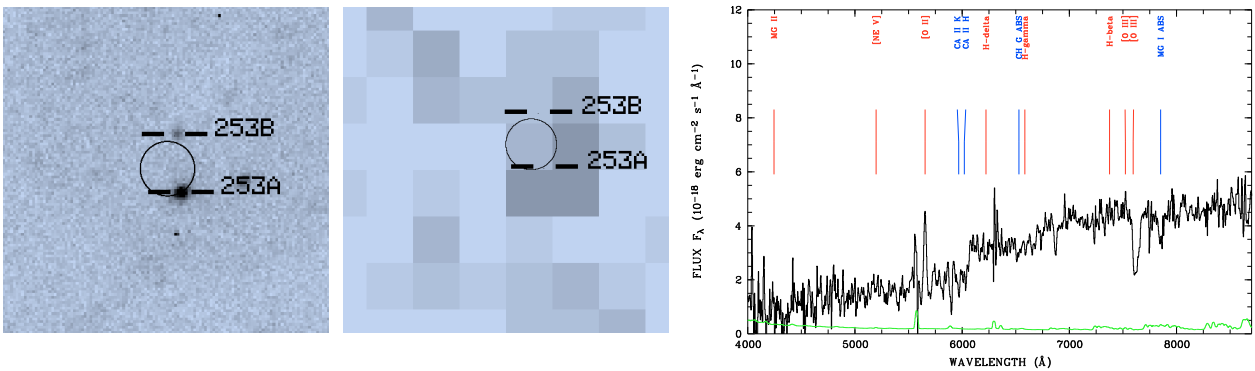 253B
253A
253B
253A
12
10
8
6
4
2
0
FLUX Fλ (10⁻¹⁸ erg cm⁻² s⁻¹ Å⁻¹)
MG II
[NE V]
[O II]
CA II K
CA II H
H-delta
CH G ABS
H-gamma
H-beta
[O III]
[O III]
MG I ABS
4000 5000 6000 7000 8000
WAVELENGTH (Å)